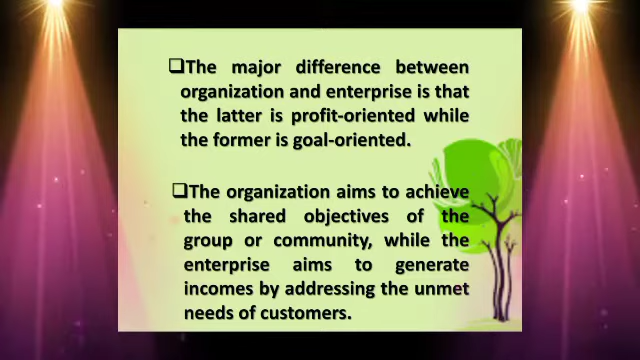 ❑The major difference between
organization and enterprise is that
the latter is profit-oriented while
the former is goal-oriented.
❑The organization aims to achieve
the shared objectives of the
group or community, while the
enterprise aims to generate
incomes by addressing the unmet
needs of customers.